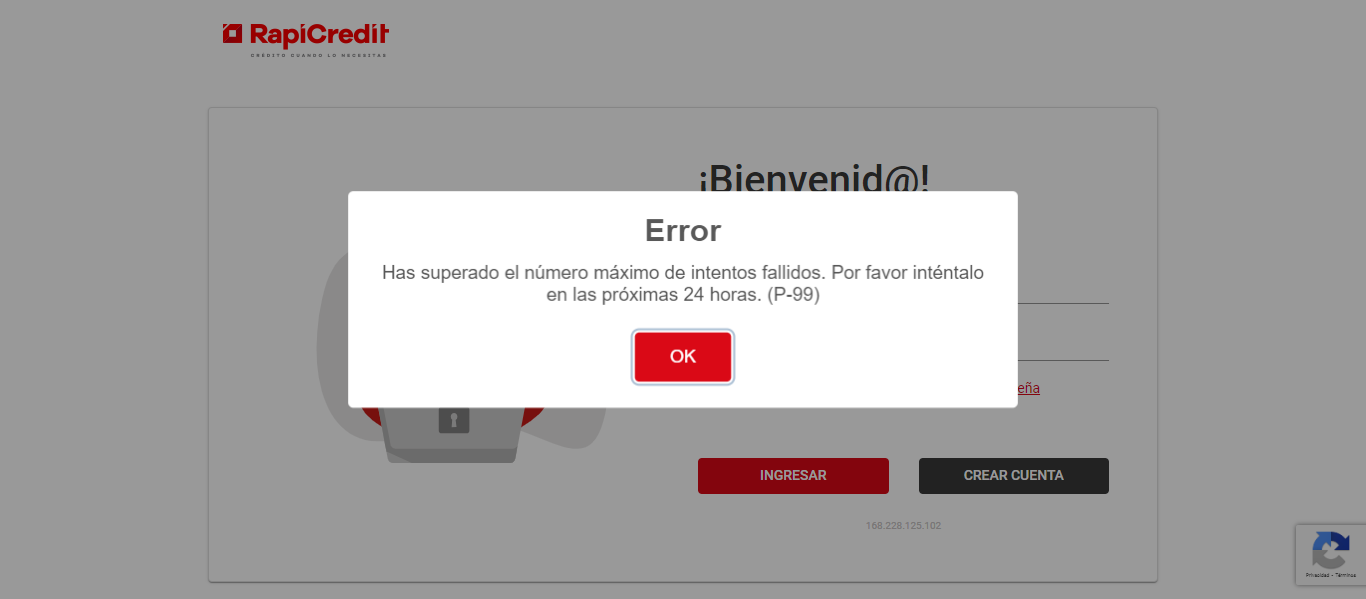 RapiCredit
CRÉDITO CUANDO LO NECESITAS
¡Bienvenid@!
Error
Has superado el número máximo de intentos fallidos. Por favor inténtalo
en las próximas 24 horas. (P-99)
OK
eña
INGRESAR
CREAR CUENTA
168.228.125.102
Privacidad - Términos